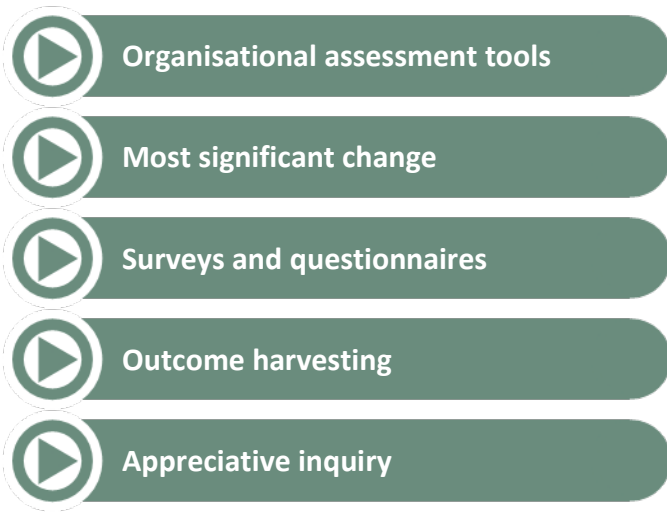 Organisational assessment tools
Most significant change
Surveys and questionnaires
Outcome harvesting
Appreciative inquiry